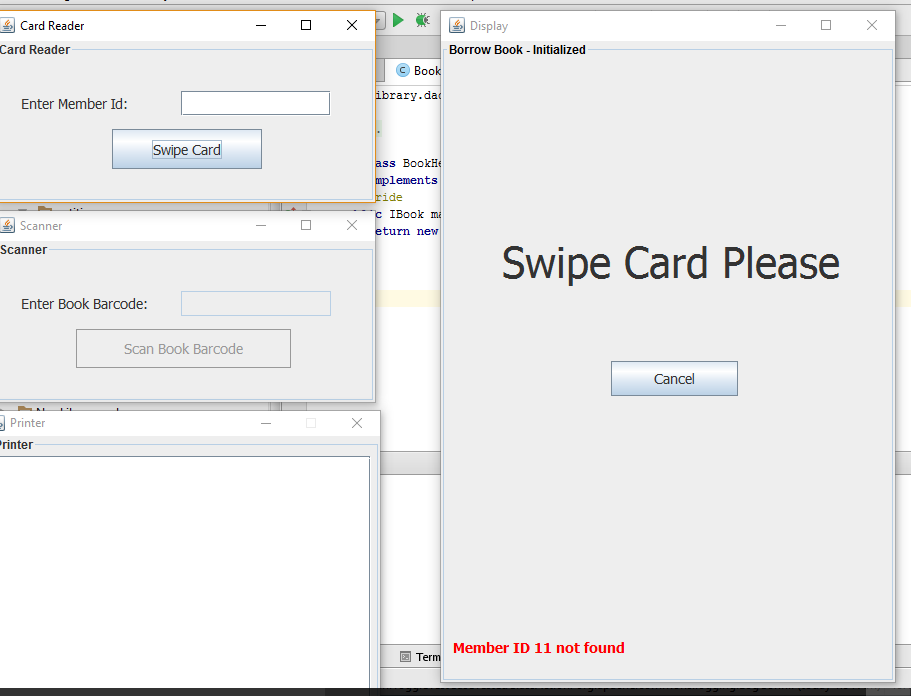 Card Reader
Card Reader
Enter Member Id:
Swipe Card
Scanner
Scanner
Enter Book Barcode:
Scan Book Barcode
Printer
Printer
Book
ibrary.dao
ass BookHe
mplements
ride
c IBook ma
eturn new
Term
Display
Borrow Book - Initialized
Swipe Card Please
Cancel
Member ID 11 not found